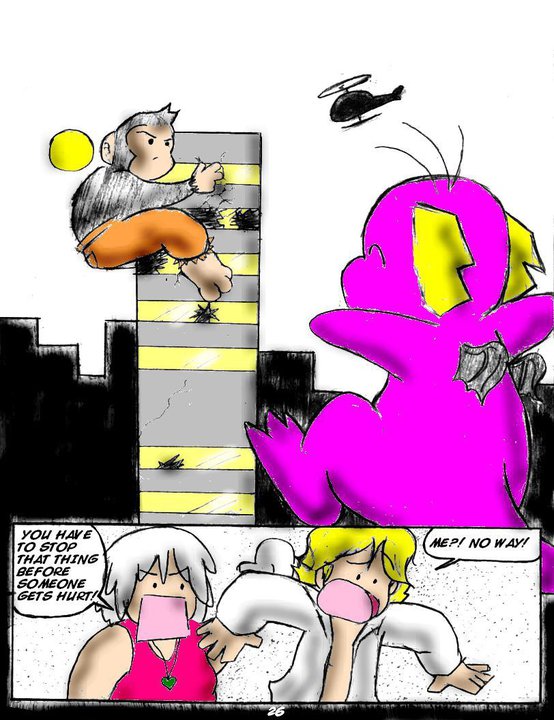 YOU HAVE
TO STOP
THAT THING
BEFORE
SOMEONE
GETS HURT!
ME?! NO WAY!
26